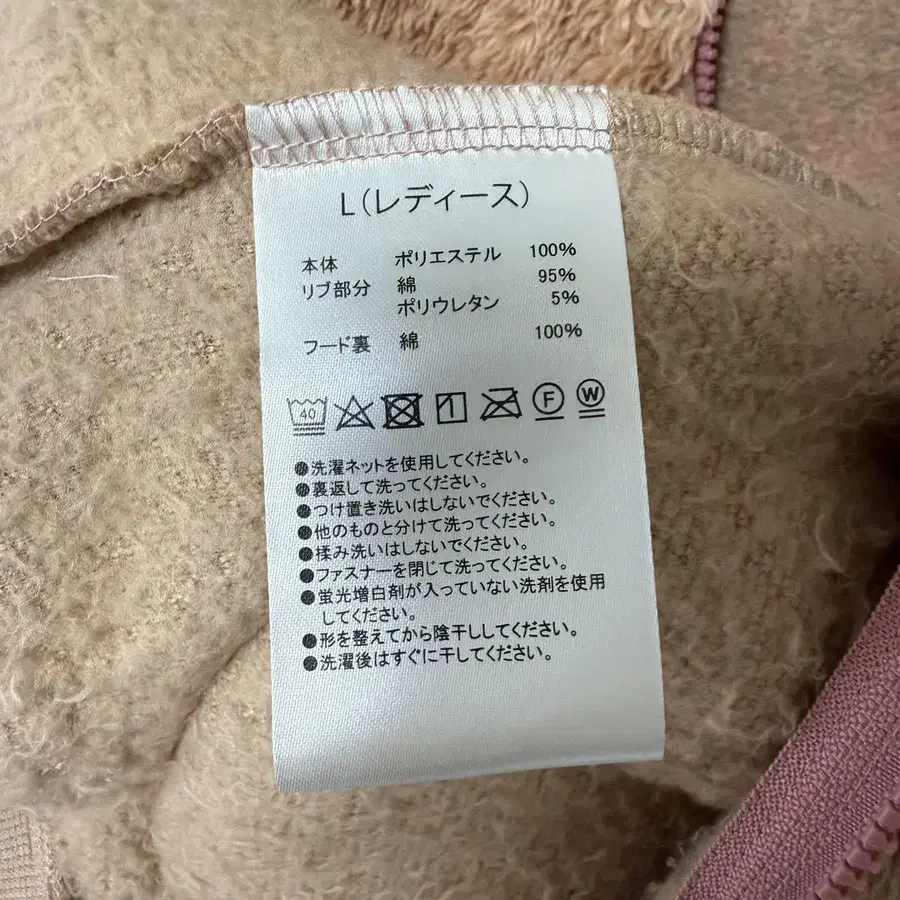 L(レディース)
本体 ポリエステル 100%
リブ部分 綿 95%
ポリウレタン 5%
フード裏 綿 100%
40 F W
●洗濯ネットを使用してください。
●裏返して洗ってください。
●つけ置き洗いはしないでください。
●他のものと分けて洗ってください。
●揉み洗いはしないでください。
●ファスナーを閉じて洗ってください。
●蛍光増白剤が入っていない洗剤を使用
してください。
●形を整えてから陰干ししてください。
●洗濯後はすぐに干してください。